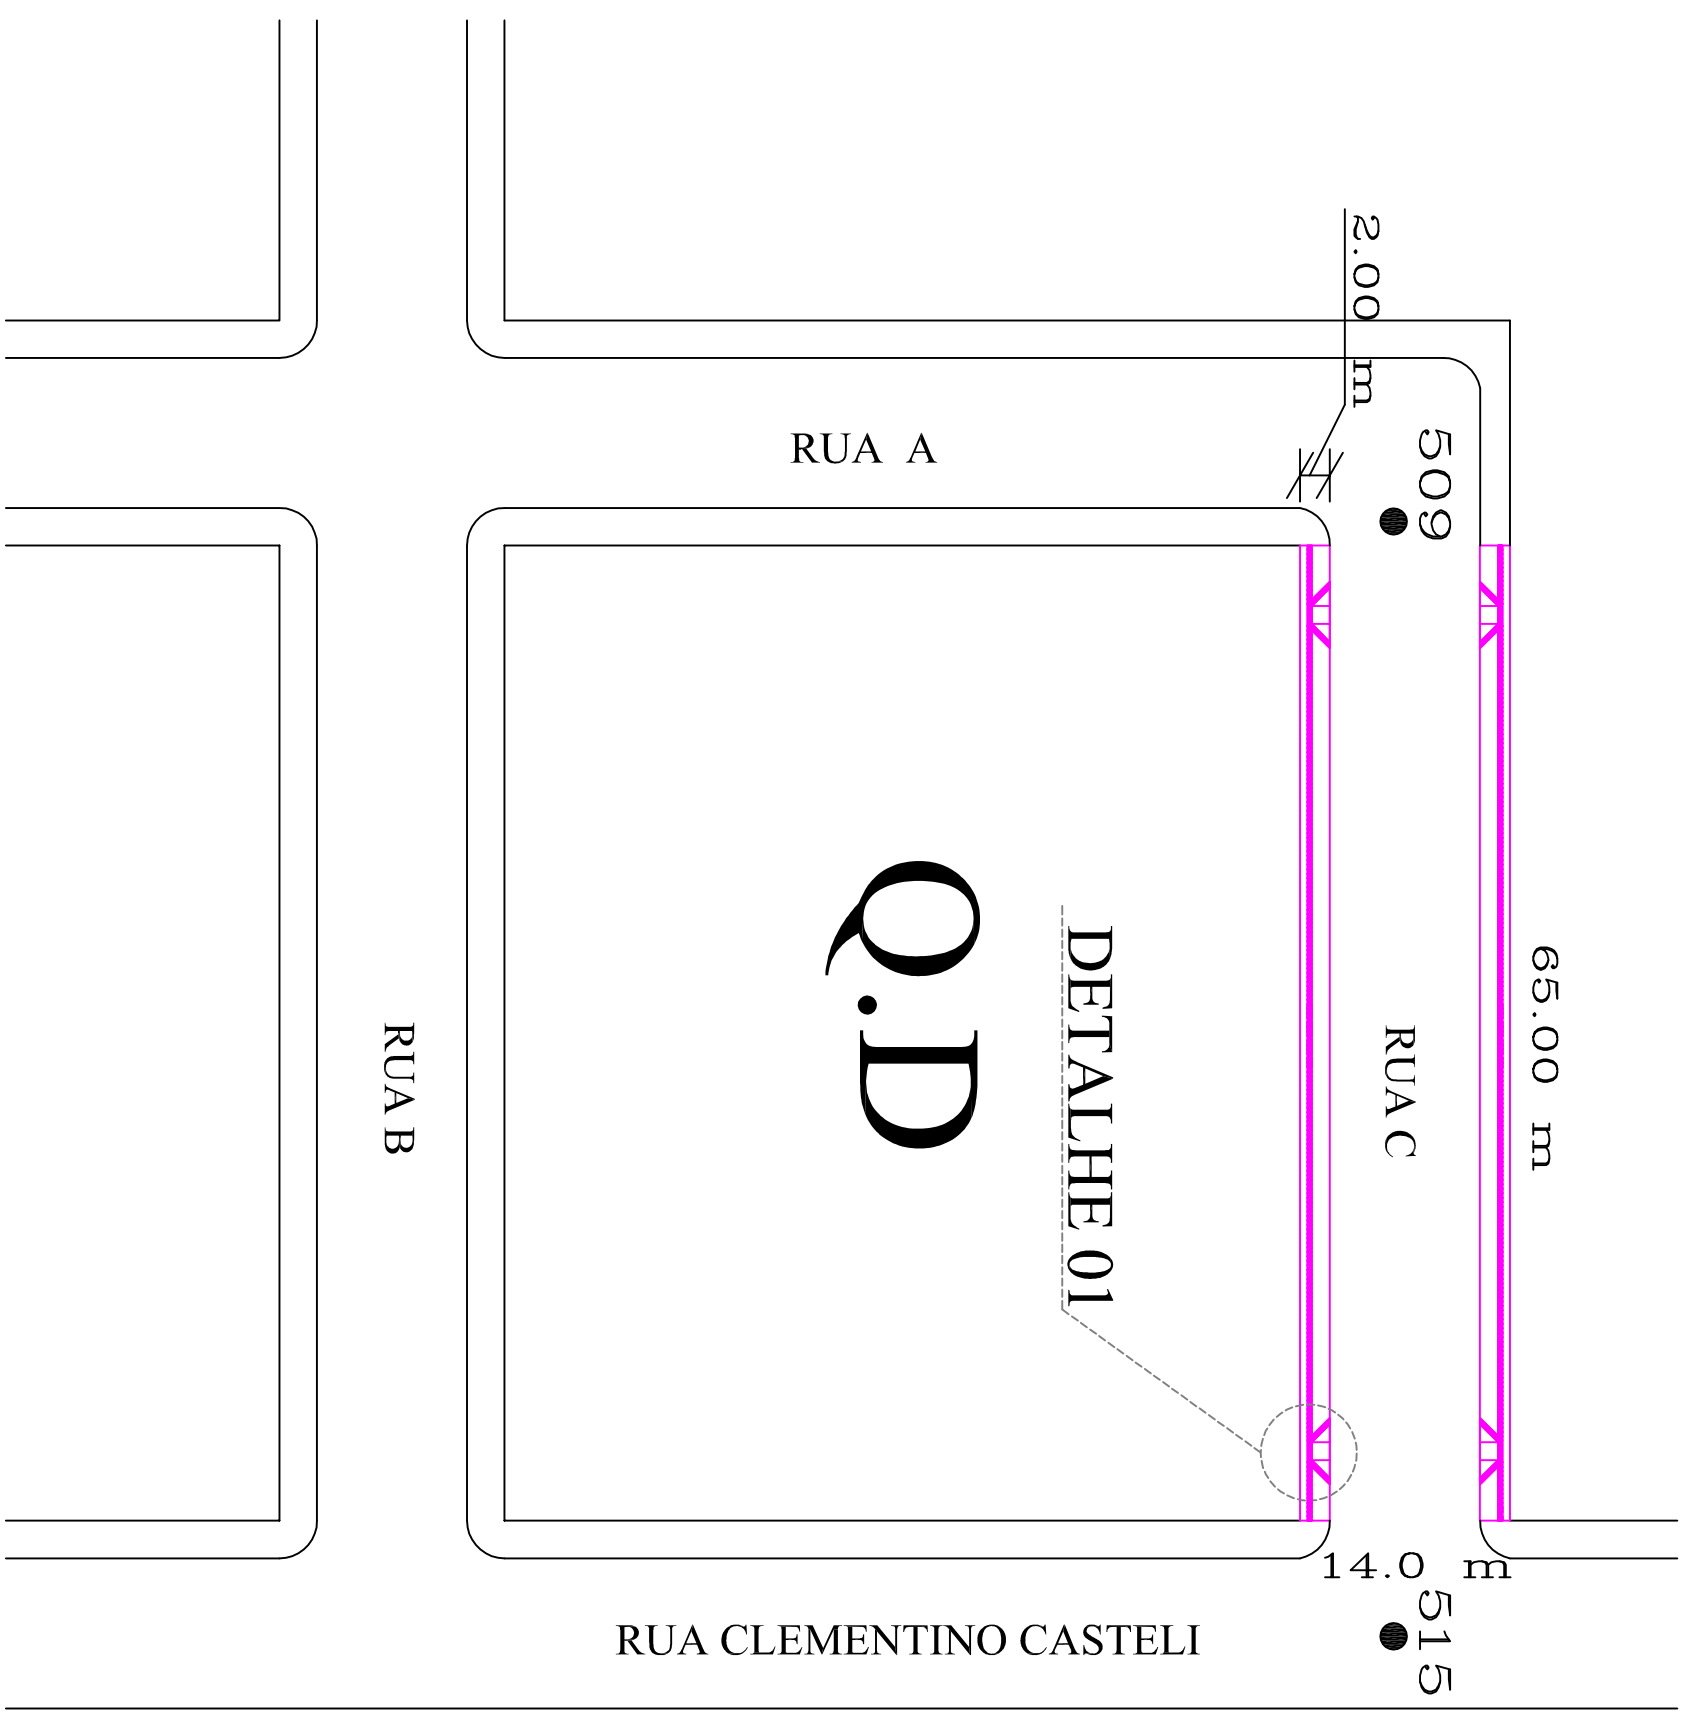 2.00 m
509
RUA A
65.00 m
Q.D
DETALHE 01
RUA B
RUA C
14.0 m
515
RUA CLEMENTINO CASTELI